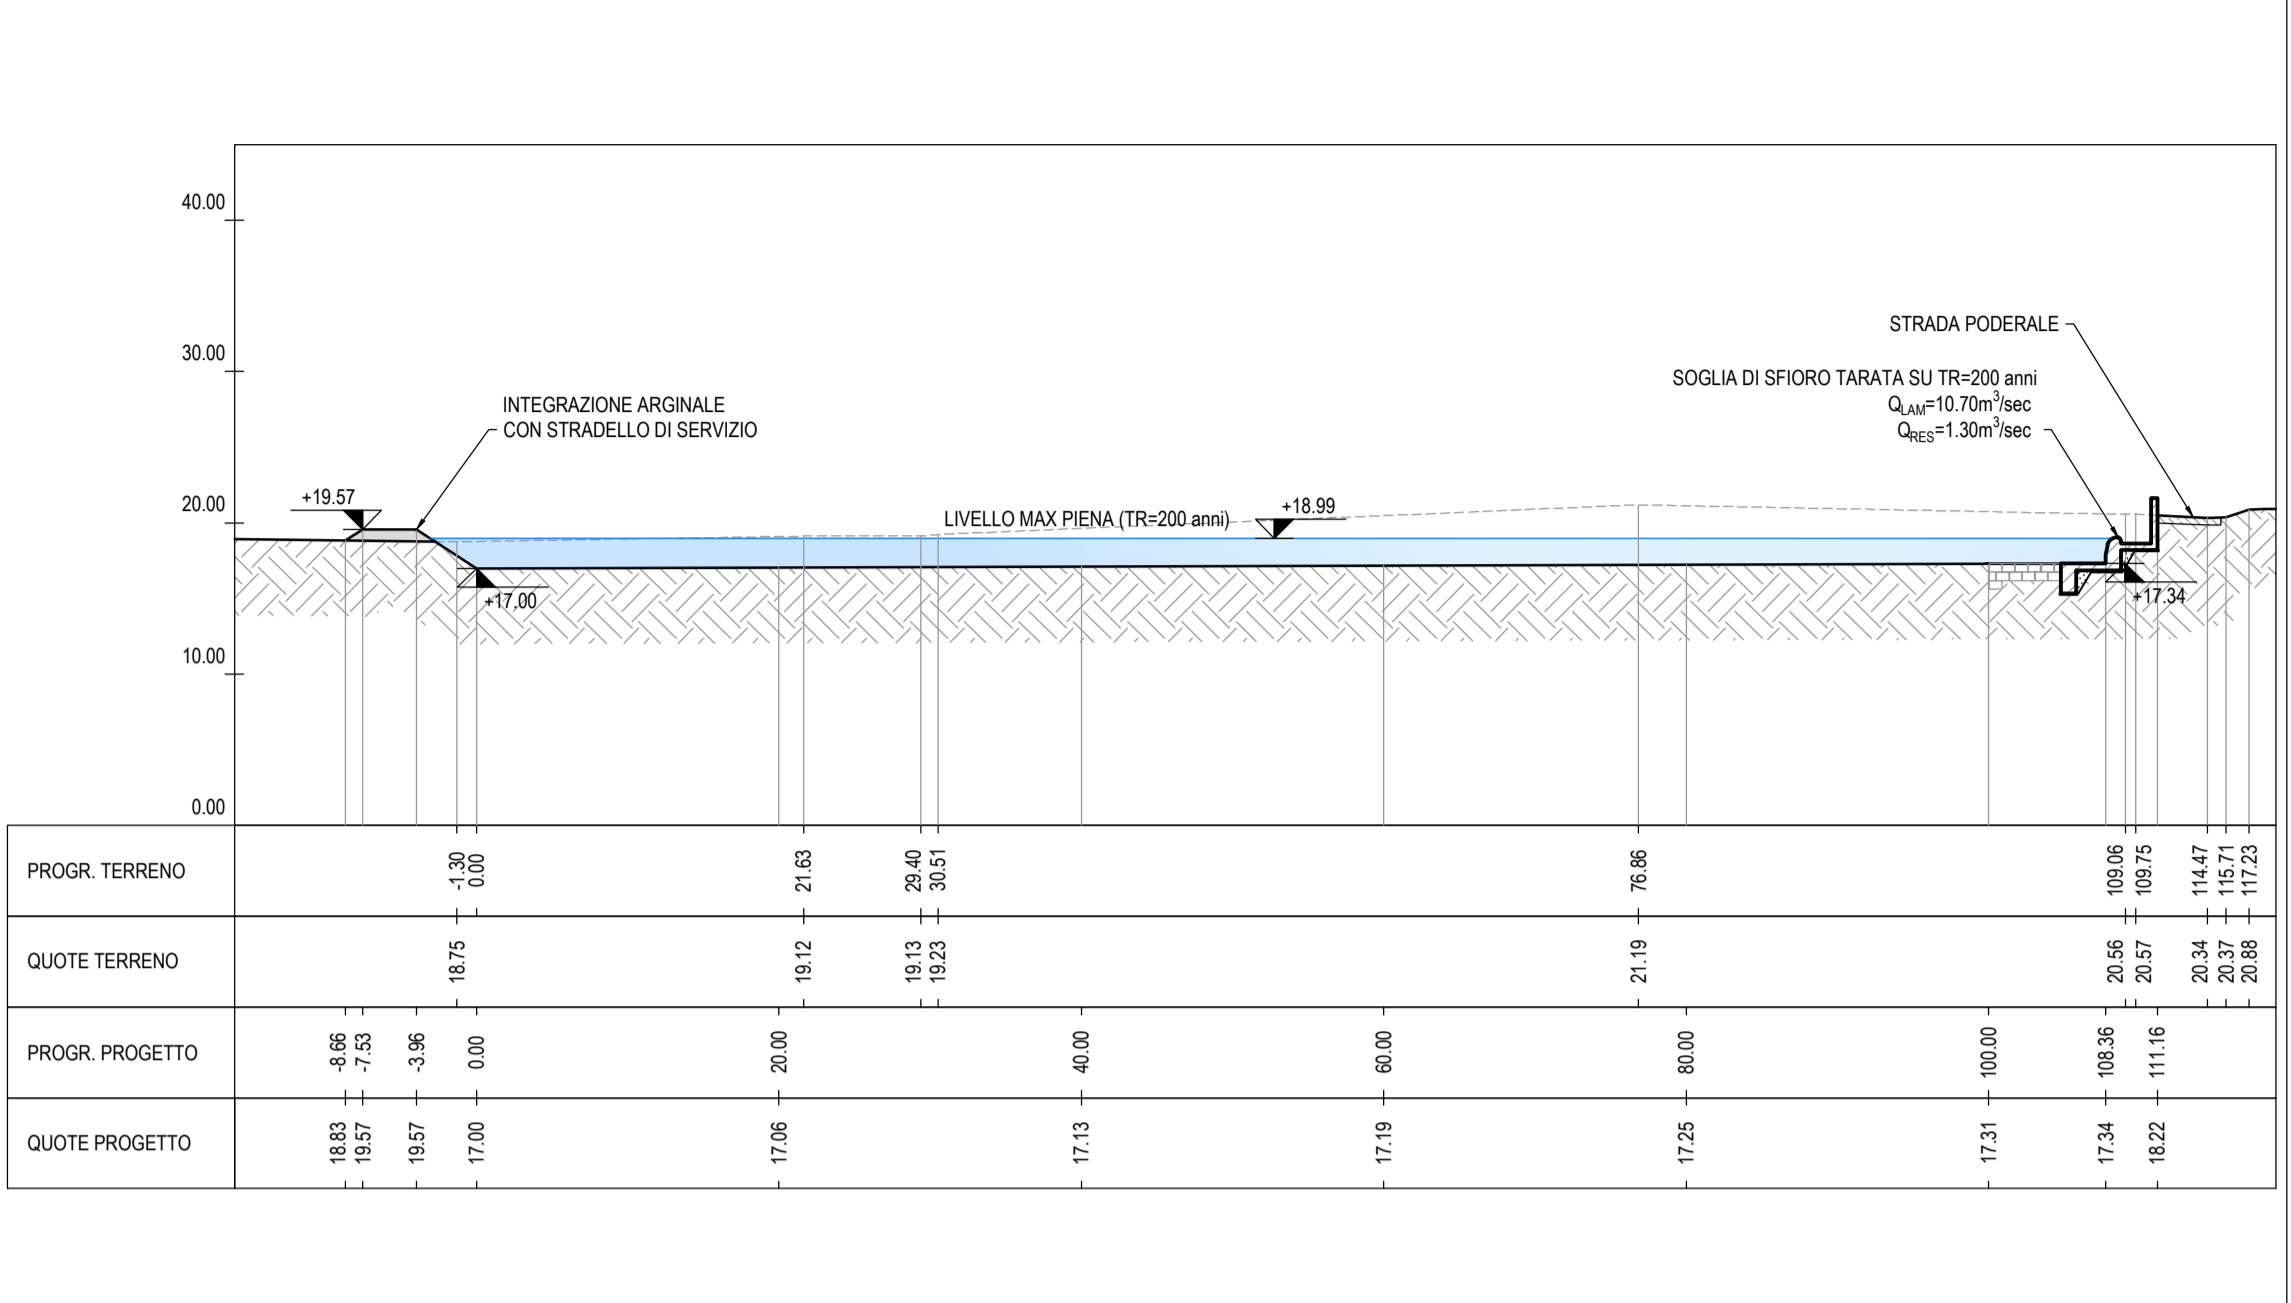 40.00
30.00
20.00
10.00
0.00
STRADA PODERALE
SOGLIA DI SFIORO TARATA SU TR=200 anni
QLAM=10.70m³/sec
QRES=1.30m³/sec
INTEGRAZIONE ARGINALE
CON STRADELLO DI SERVIZIO
+19.57
LIVELLO MAX PIENA (TR=200 anni)
+18.99
+17.00
+17.34
PROGR. TERRENO
-1.30 0.00 21.63 29.40 30.51 76.86 109.06 109.75 114.47 115.71 117.23
QUOTE TERRENO
18.75 19.12 19.13 19.23 21.19 20.56 20.57 20.34 20.37 20.88
PROGR. PROGETTO
-8.66 -7.53 -3.96 0.00 20.00 40.00 60.00 80.00 100.00 108.36 111.16
QUOTE PROGETTO
18.83 19.57 19.57 17.00 17.06 17.13 17.19 17.25 17.31 17.34 18.22